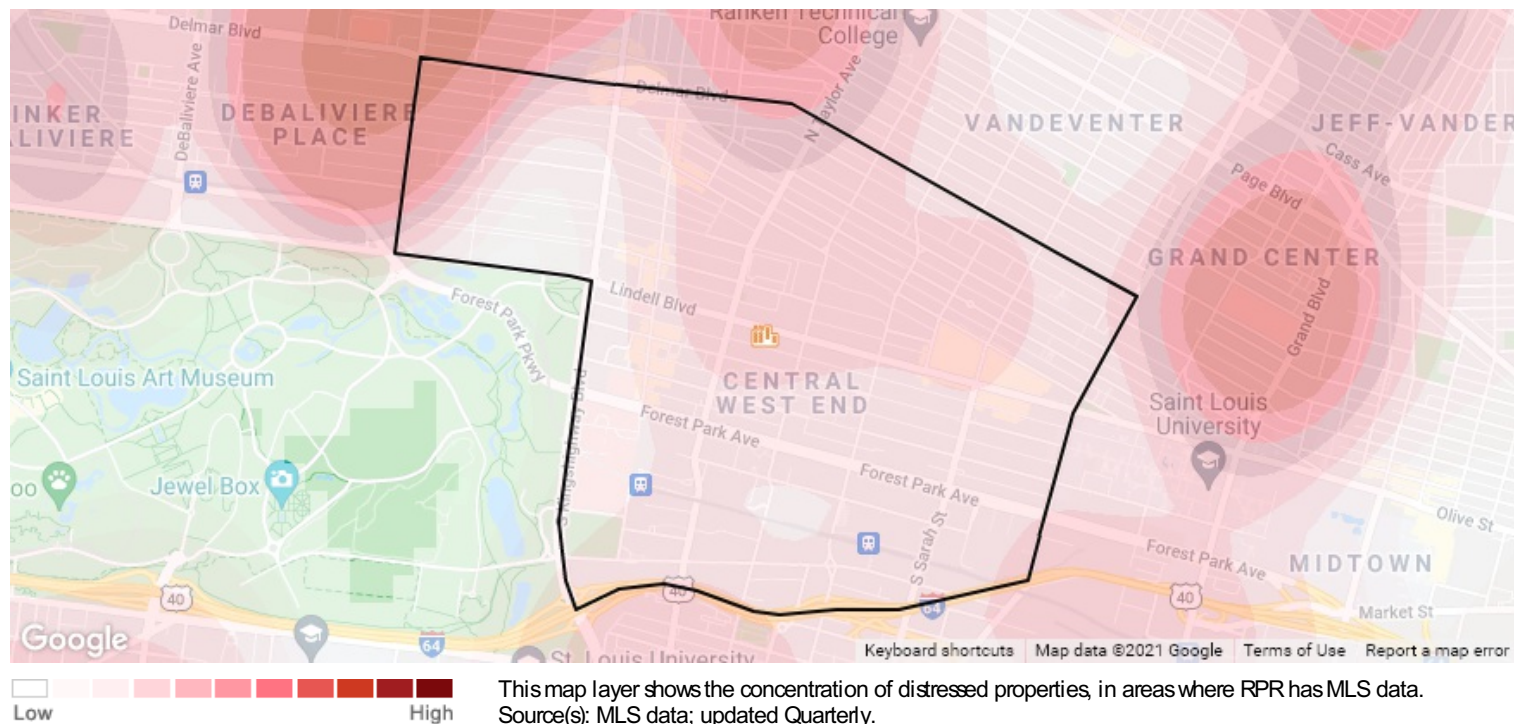 Delmar Blvd
Ranken Technical
College
DeBaliviere Ave
INKER
ALIVIERE
DEBALIVIERE
PLACE
Delmar Blvd
N Taylor Ave
VANDEVENTER
JEFF-VANDER
Cass Ave
Page Blvd
GRAND CENTER
Grand Blvd
Lindell Blvd
Forest Park Pkwy
Saint Louis Art Museum
CENTRAL
WEST END
Forest Park Ave
Saint Louis
University
S Kingshighway Blvd
Forest Park Ave
oo
Jewel Box
S Sarah St
Olive St
Forest Park Ave
MIDTOWN
40
40
40
64
Market St
Google
64
St. Louis University
Keyboard shortcuts
Map data ©2021 Google
Terms of Use
Report a map error
Low
High
This map layer shows the concentration of distressed properties, in areas where RPR has MLS data.
Source(s): MLS data; updated Quarterly.